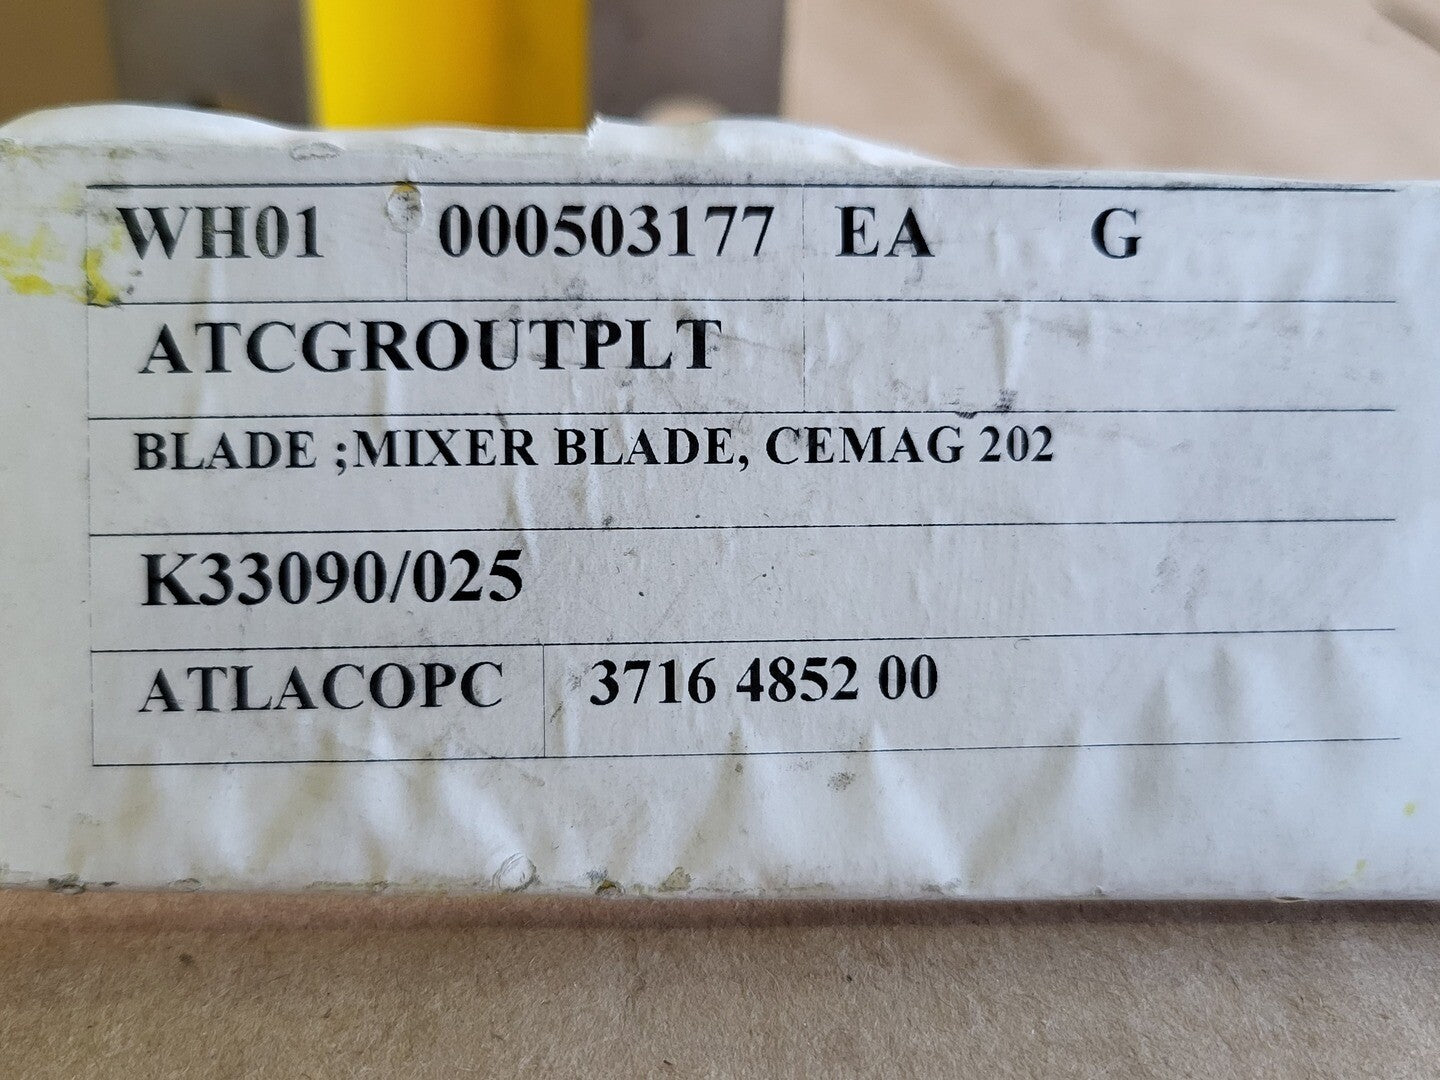 WH01 000503177 EA G
ATCGROUTPLT
BLADE ;MIXER BLADE, CEMAG 202
K33090/025
ATLACOPC 3716 4852 00